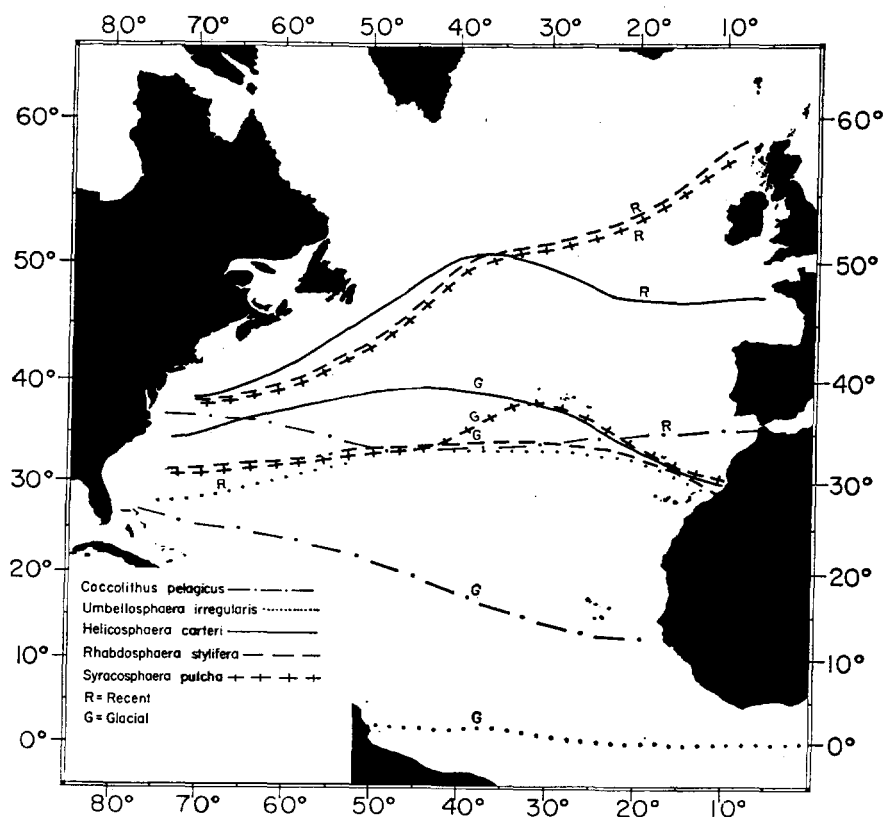 80° 70° 60° 50° 40° 30° 20° 10°
60° 60°
R
R
50° 50°
R
40° 40°
G
G
R
G
30° 30°
R
20° 20°
G
Coccolithus pelagicus
Umbellosphaera irregularis
Helicosphaera carteri
Rhabdosphaera stylifera
Syracosphaera pulcha
R = Recent
G = Glacial
10° 10°
G
0° 0°
80° 70° 60° 50° 40° 30° 20° 10°